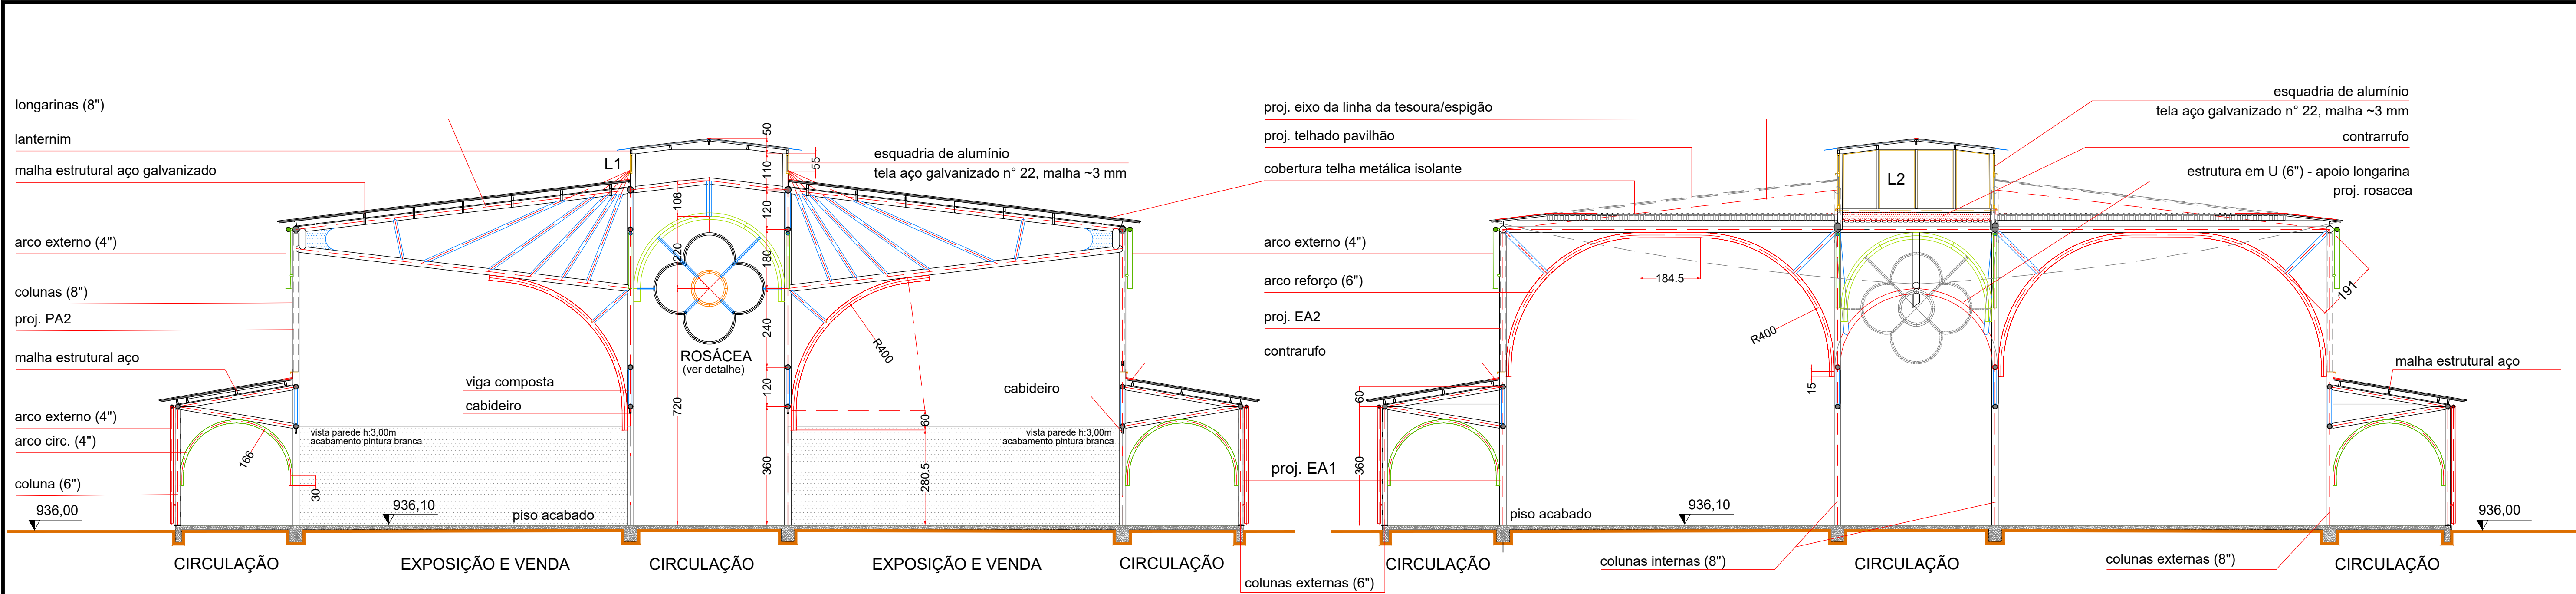 longarinas (8")
lanternim
malha estrutural aço galvanizado
arco externo (4")
colunas (8")
proj. PA2
malha estrutural aço
arco externo (4")
arco circ. (4")
coluna (6")
936,00
166
30
L1
50
110
55
108
120
220
180
240
120
720
360
60
280.5
R400
esquadria de alumínio
tela aço galvanizado n° 22, malha ~3 mm
ROSÁCEA
(ver detalhe)
viga composta
cabideiro
cabideiro
vista parede h:3,00m
acabamento pintura branca
vista parede h:3,00m
acabamento pintura branca
936,10
piso acabado
CIRCULAÇÃO
EXPOSIÇÃO E VENDA
CIRCULAÇÃO
EXPOSIÇÃO E VENDA
CIRCULAÇÃO
proj. eixo da linha da tesoura/espigão
proj. telhado pavilhão
cobertura telha metálica isolante
arco externo (4")
arco reforço (6")
proj. EA2
contrarufo
proj. EA1
colunas externas (6")
60
360
184.5
R400
15
191
L2
esquadria de alumínio
tela aço galvanizado n° 22, malha ~3 mm
contrarrufo
estrutura em U (6") - apoio longarina
proj. rosacea
malha estrutural aço
piso acabado
936,10
936,00
CIRCULAÇÃO
colunas internas (8")
CIRCULAÇÃO
colunas externas (8")
CIRCULAÇÃO